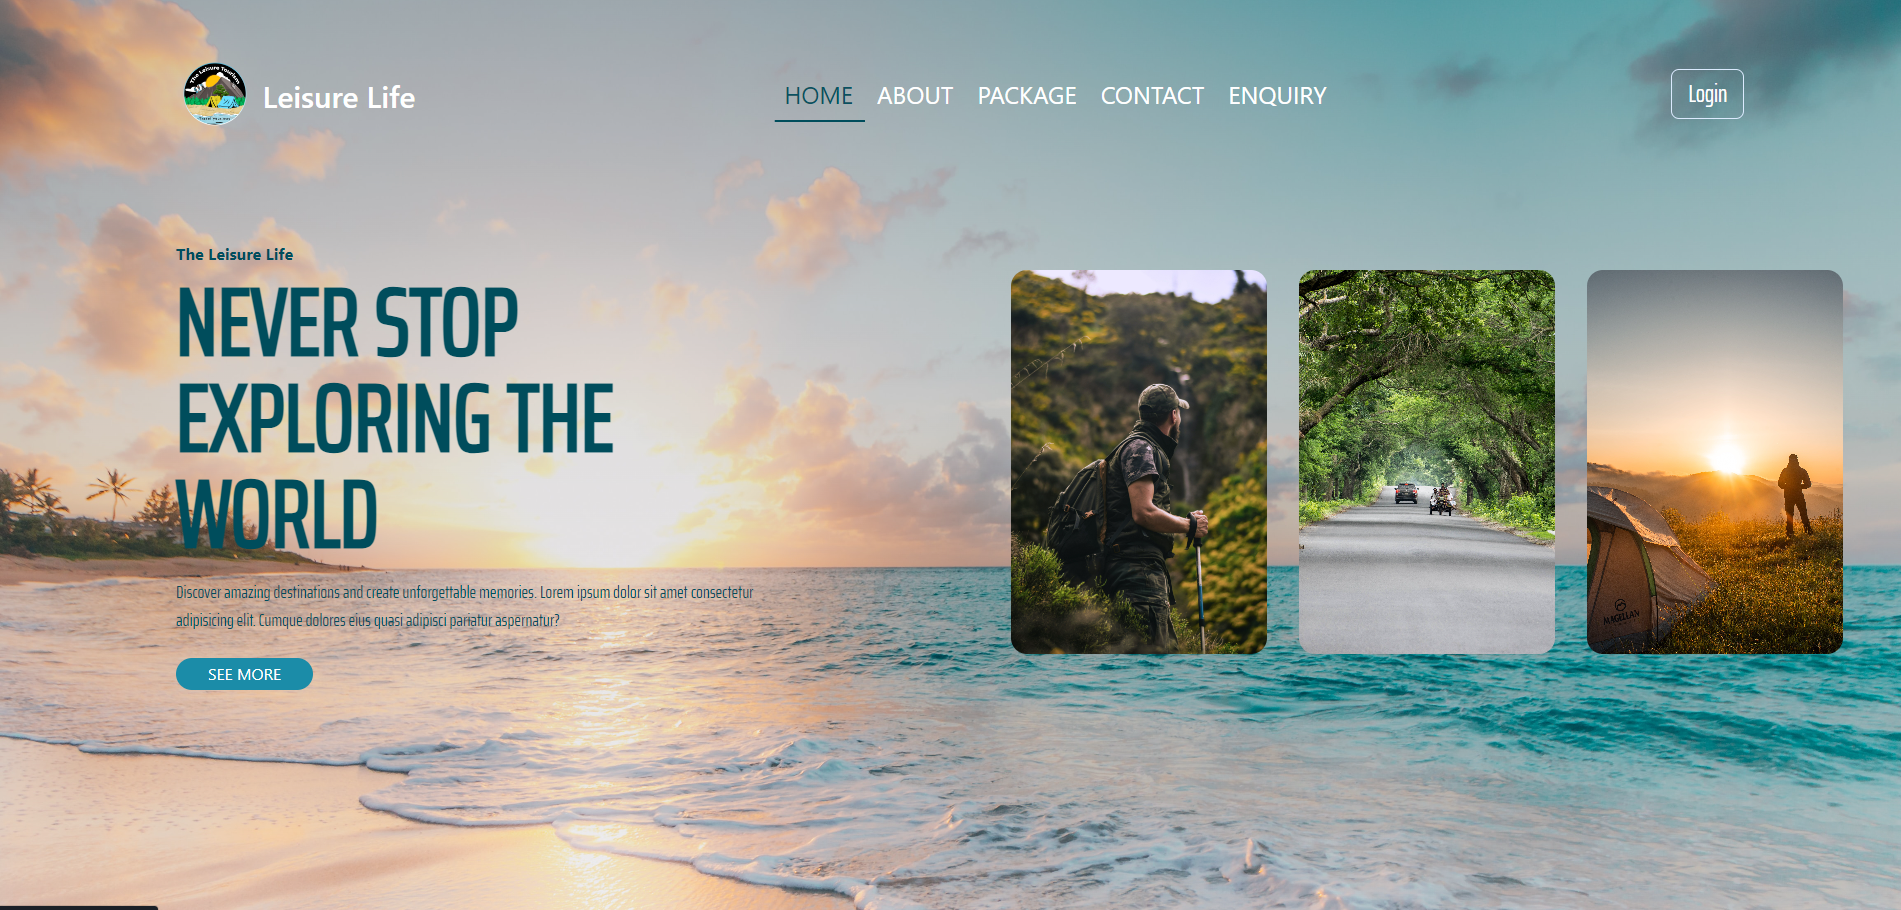 The Leisure Tourism
Leisure Life
HOME ABOUT PACKAGE CONTACT ENQUIRY
Login
The Leisure Life
NEVER STOP
EXPLORING THE
WORLD
Discover amazing destinations and create unforgettable memories. Lorem ipsum dolor sit amet consectetur
adipisicing elit. Cumque dolores eius quasi adipisci pariatur aspernatur?
SEE MORE
MAGELLAN